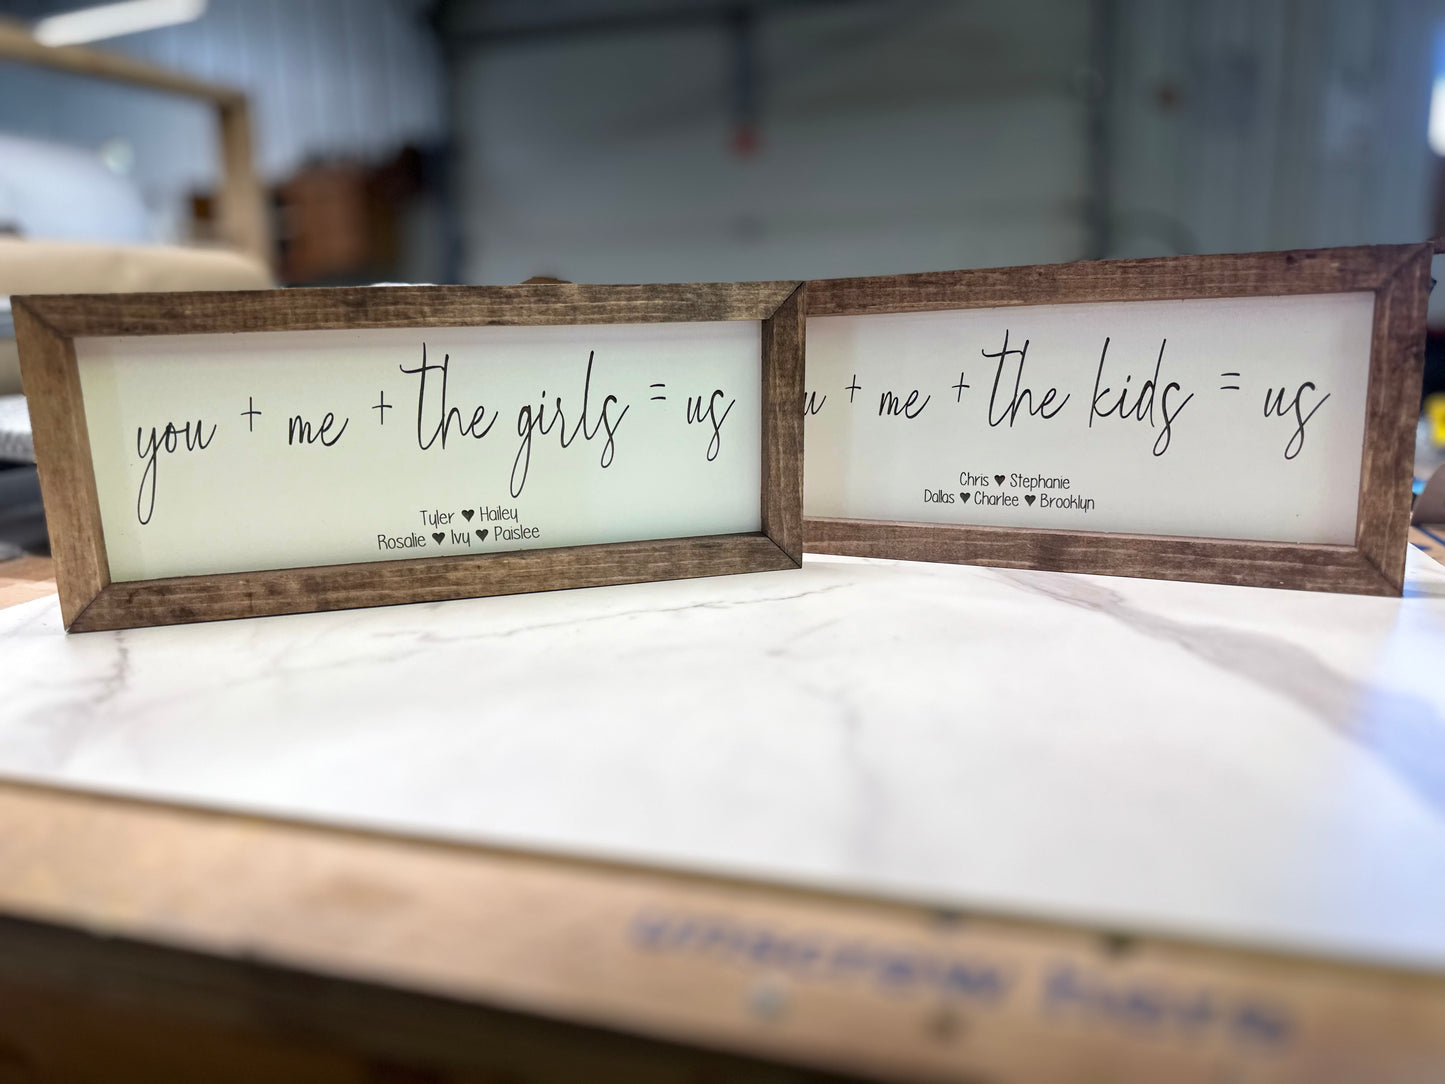 you + me + the girls = us
Tyler ♥ Hailey
Rosalie ♥ Ivy ♥ Paislee
u + me + the kids = us
Chris ♥ Stephanie
Dallas ♥ Charlee ♥ Brooklyn